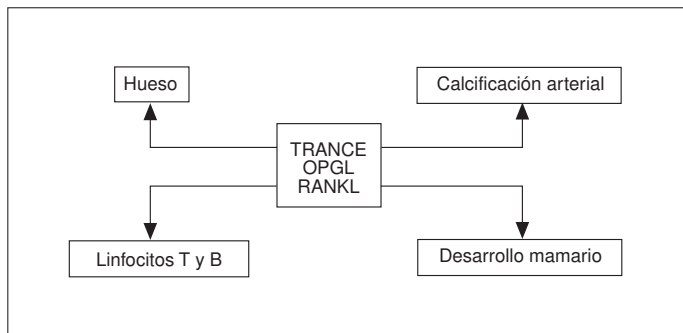 Hueso
Calcificación arterial
TRANCE
OPGL
RANKL
Linfocitos T y B
Desarrollo mamario